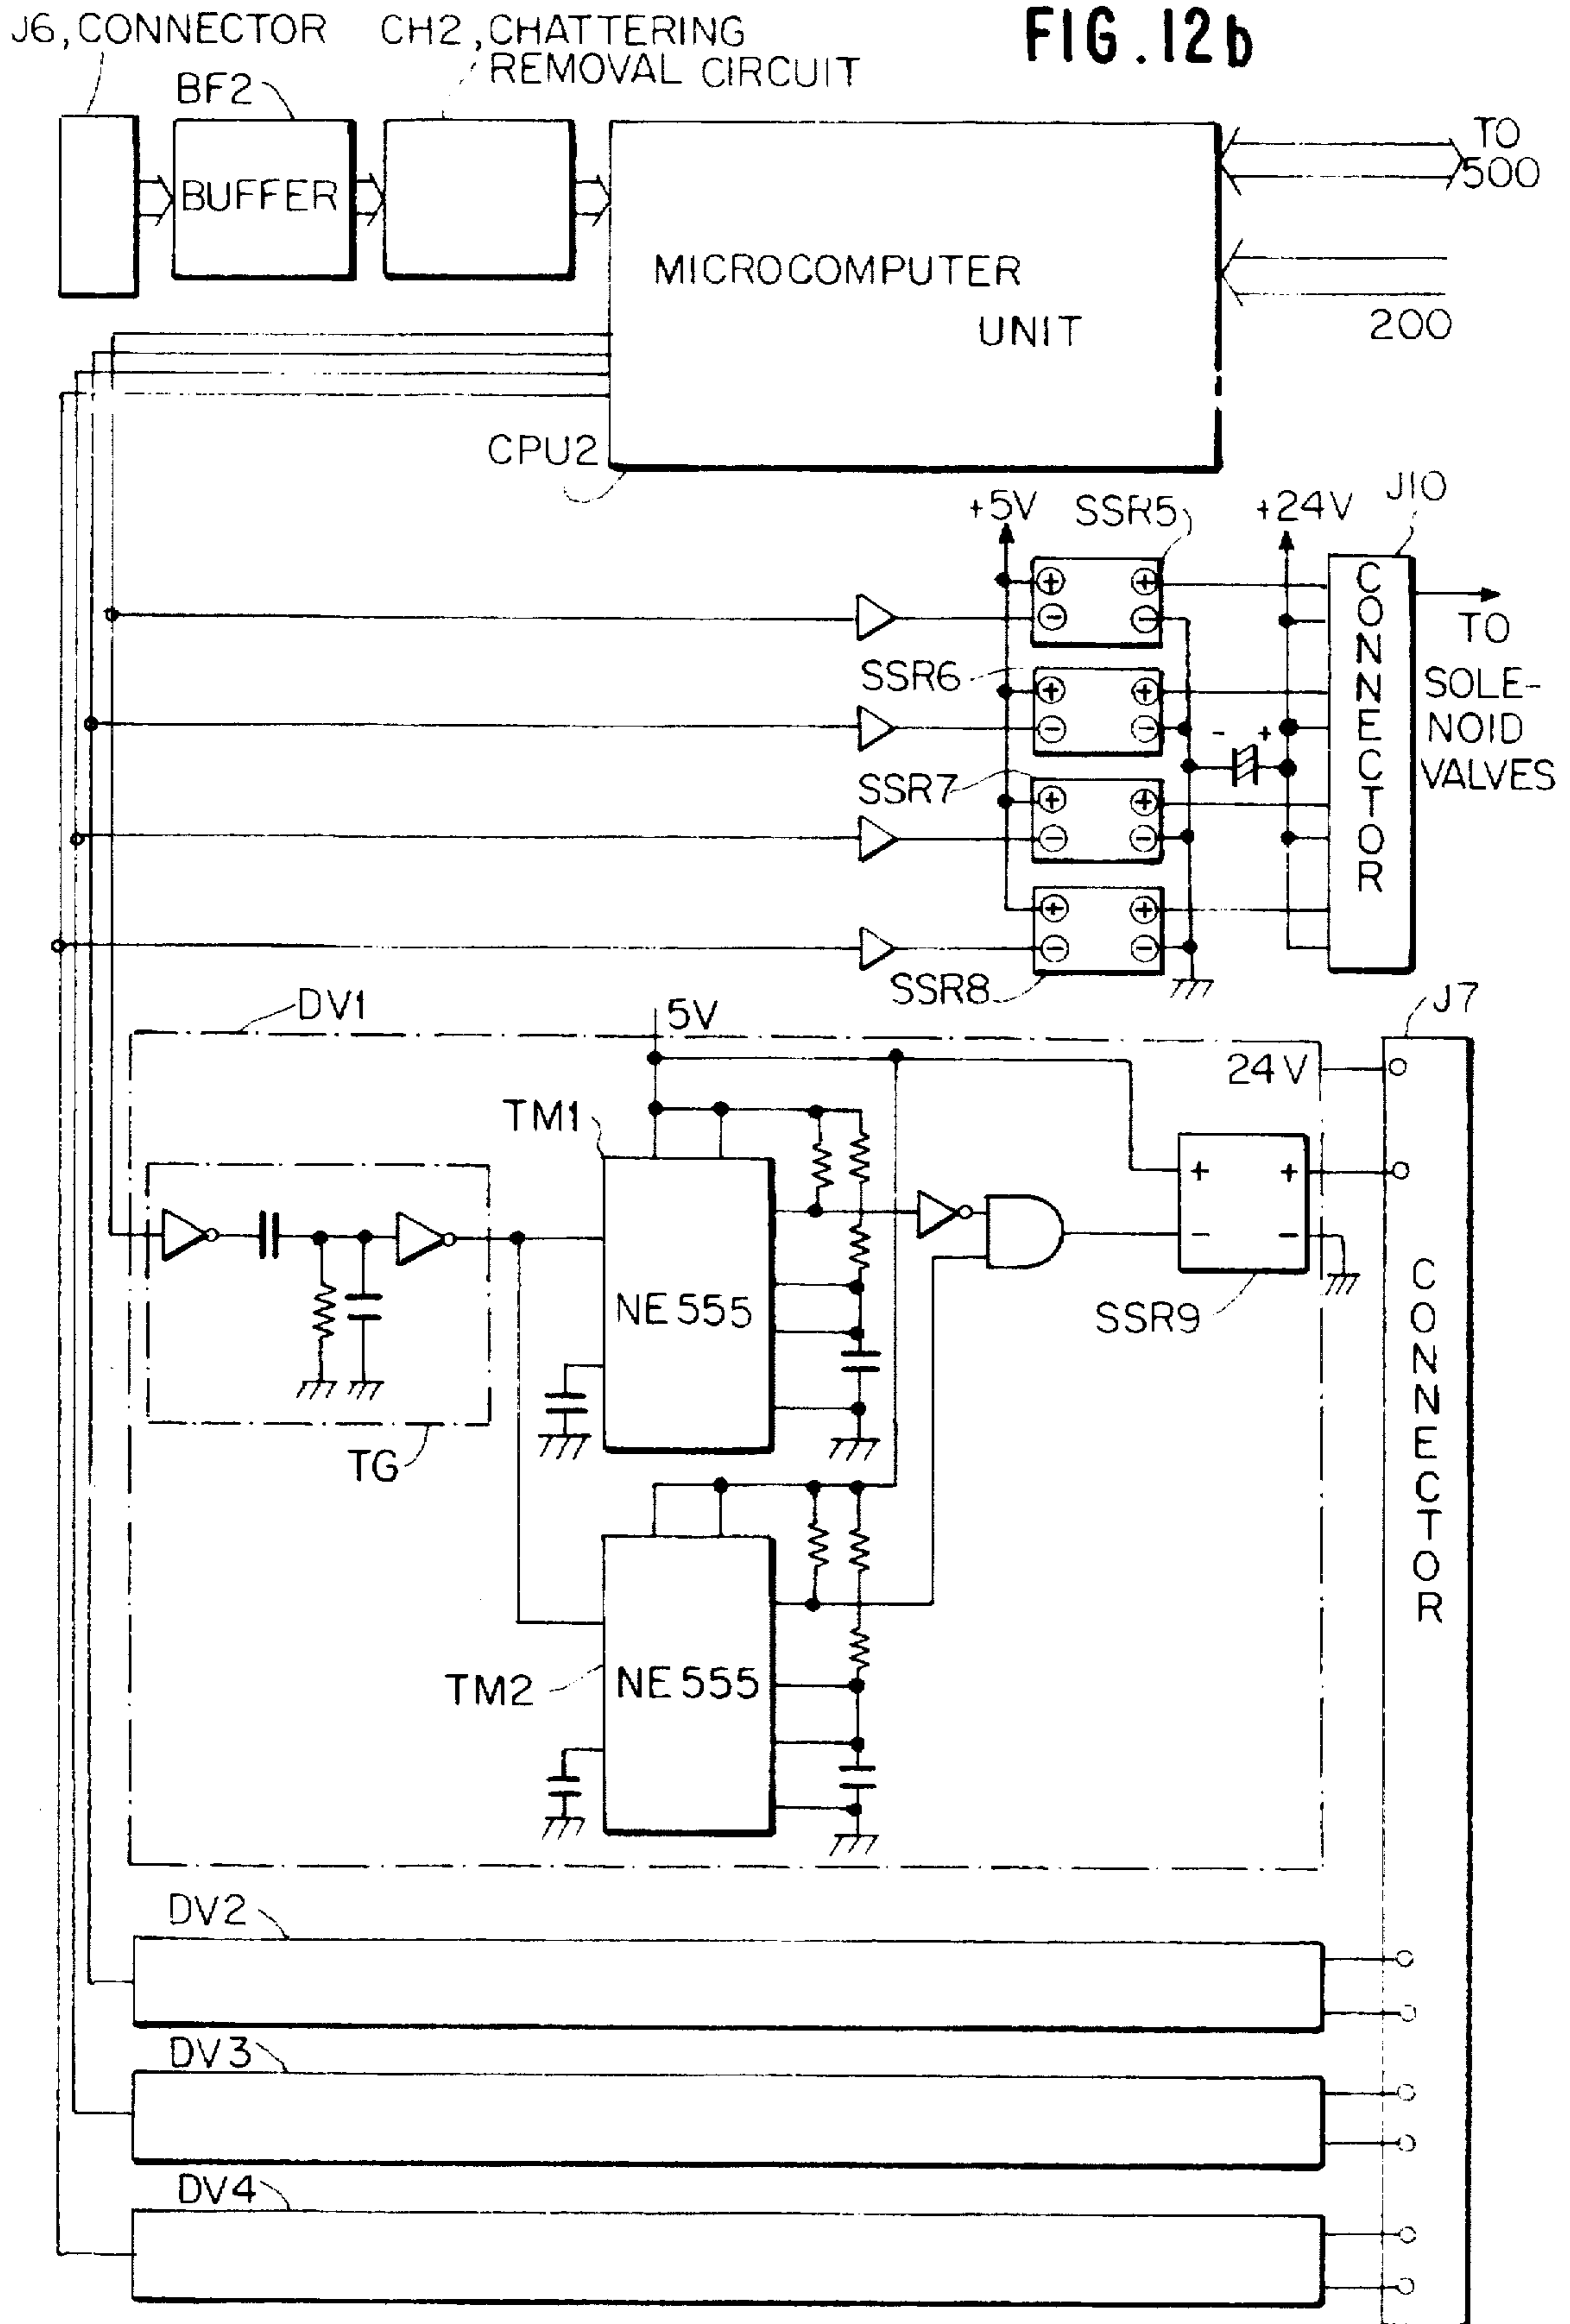 FIG.12b
J6, CONNECTOR
CH2, CHATTERING
REMOVAL CIRCUIT
BF2
BUFFER
MICROCOMPUTER
UNIT
TO
500
200
CPU2
+5V
SSR5
+24V
J10
SSR6
SSR7
SSR8
- +
CONNECTOR
TO
SOLE-
NOID
VALVES
+ +
- -
+ +
- -
+ +
- -
+ +
- -
DV1
5V
J7
24V
TM1
NE555
TG
+ +
- -
SSR9
CONNECTOR
TM2
NE555
DV2
DV3
DV4